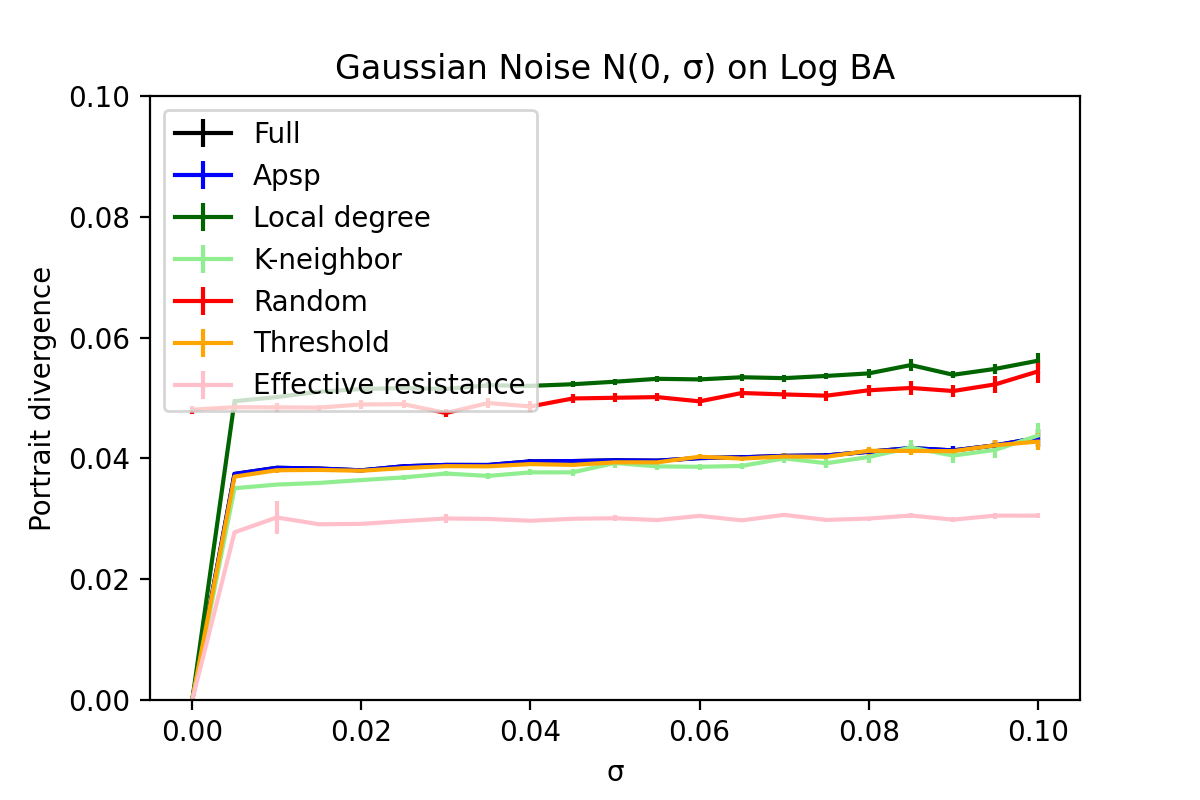 Gaussian Noise N(0, σ) on Log BA
Portrait divergence
0.10
0.08
0.06
0.04
0.02
0.00
Full
Apsp
Local degree
K-neighbor
Random
Threshold
Effective resistance
0.00 0.02 0.04 0.06 0.08 0.10
σ